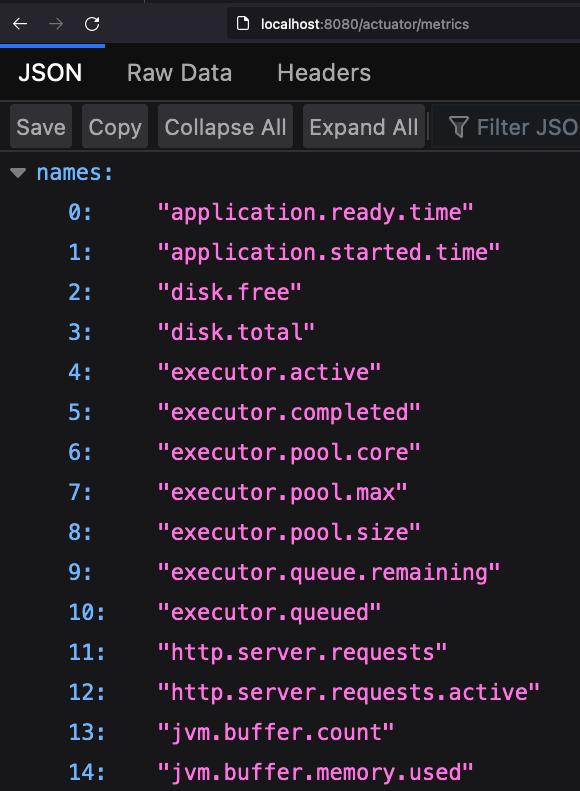 localhost:8080/actuator/metrics
JSON Raw Data Headers
Save Copy Collapse All Expand All Filter JSO
names:
0: "application.ready.time"
1: "application.started.time"
2: "disk.free"
3: "disk.total"
4: "executor.active"
5: "executor.completed"
6: "executor.pool.core"
7: "executor.pool.max"
8: "executor.pool.size"
9: "executor.queue.remaining"
10: "executor.queued"
11: "http.server.requests"
12: "http.server.requests.active"
13: "jvm.buffer.count"
14: "jvm.buffer.memory.used"